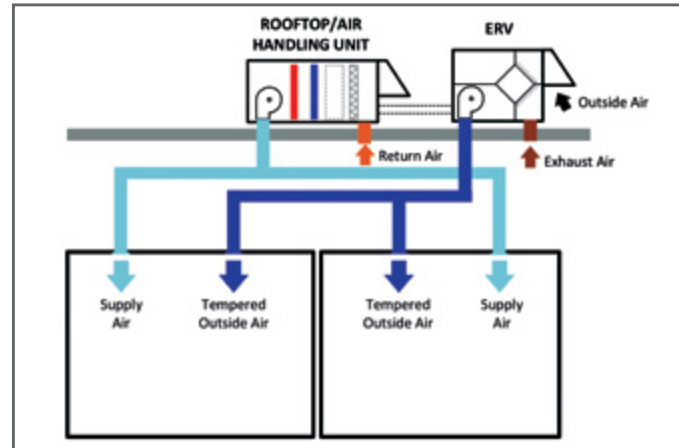 ROOFTOP/AIR
HANDLING UNIT
ERV
Outside Air
Return Air
Exhaust Air
Supply
Air
Tempered
Outside Air
Tempered
Outside Air
Supply
Air